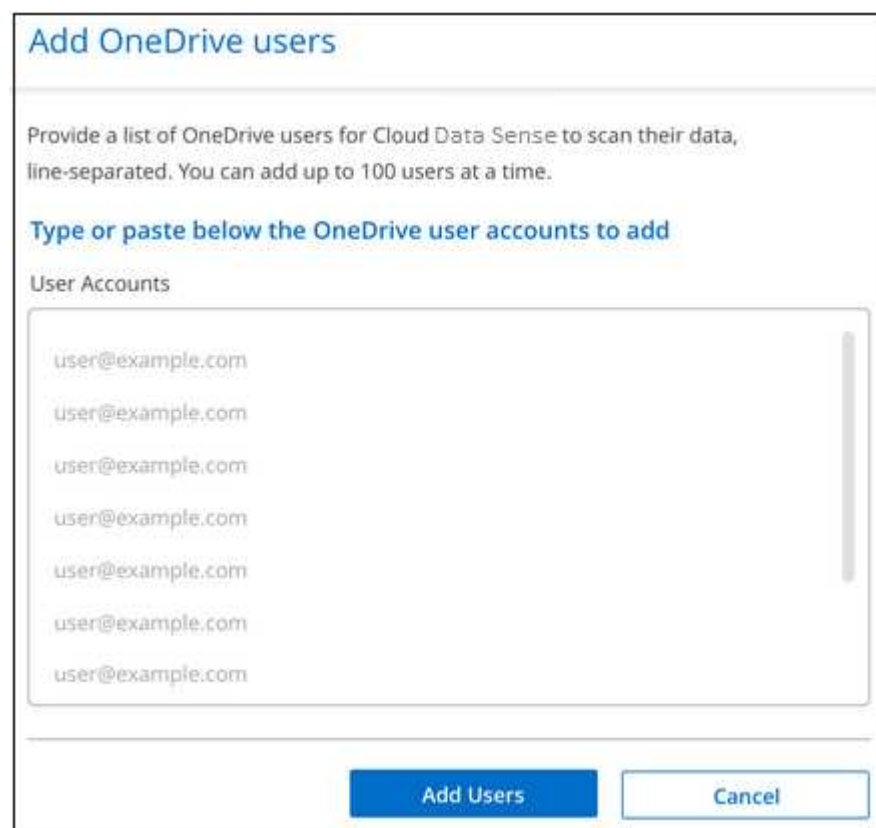 Add OneDrive users
Provide a list of OneDrive users for Cloud Data Sense to scan their data,
line-separated. You can add up to 100 users at a time.
Type or paste below the OneDrive user accounts to add
User Accounts
user@example.com
user@example.com
user@example.com
user@example.com
user@example.com
user@example.com
user@example.com
Add Users
Cancel